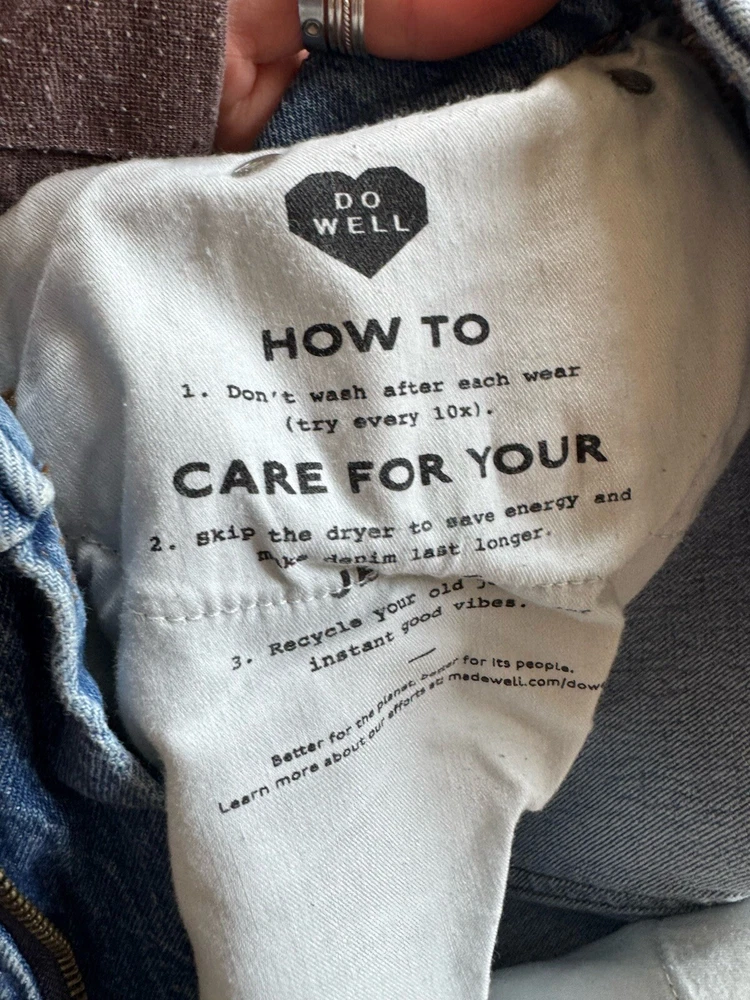 DO
WELL
HOW TO
1. Don't wash after each wear
(try every 10x).
CARE FOR YOUR
2. Skip the dryer to save energy and
make denim last longer.
3. Recycle your old
instant good vibes.
Better for the planet, better for its people.
Learn more about our efforts at madewell.com/dow